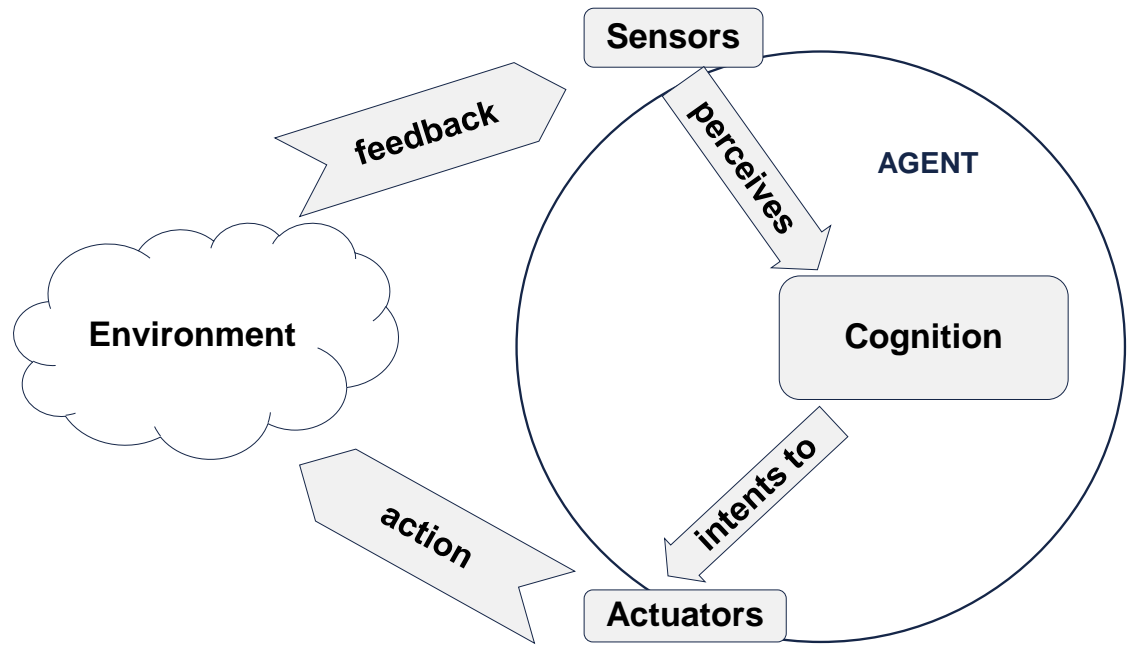 Sensors
feedback
perceives
AGENT
Environment
Cognition
intents to
action
Actuators